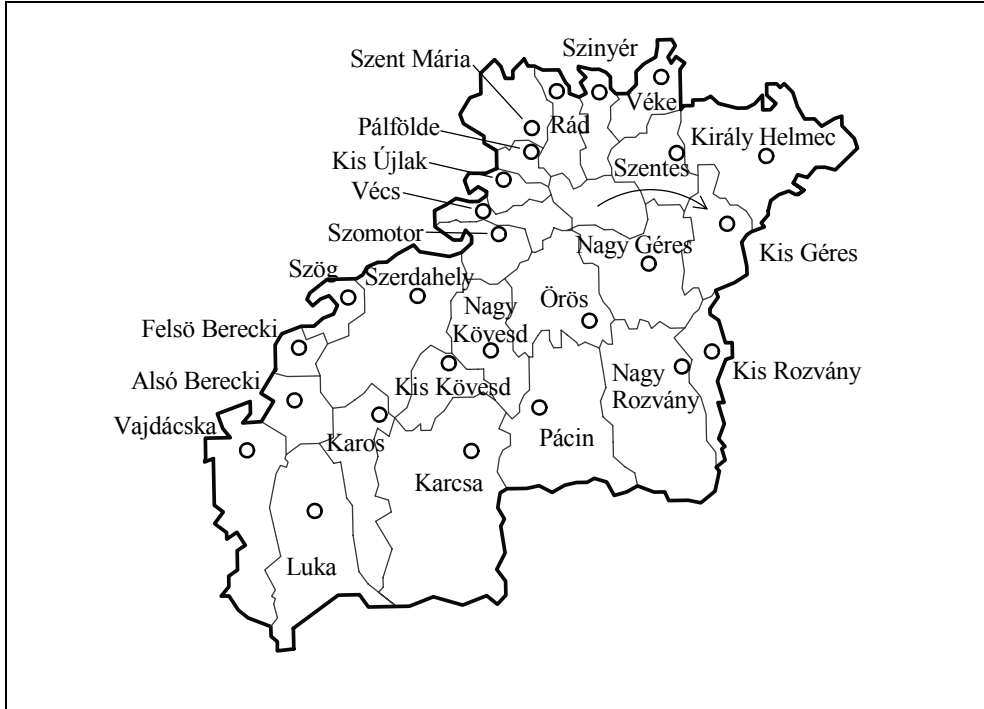 Szinyér
Szent Mária
Véke
Rád
Pálfölde
Király Helmec
Kis Újlak
Szentes
Vécs
Szomotor
Nagy Géres
Kis Géres
Szög
Szerdahely
Örös
Nagy
Kövesd
Felsö Berecki
Kis Rozvány
Alsó Berecki
Kis Kövesd
Nagy
Rozvány
Vajdácska
Karos
Pácin
Karcsa
Luka